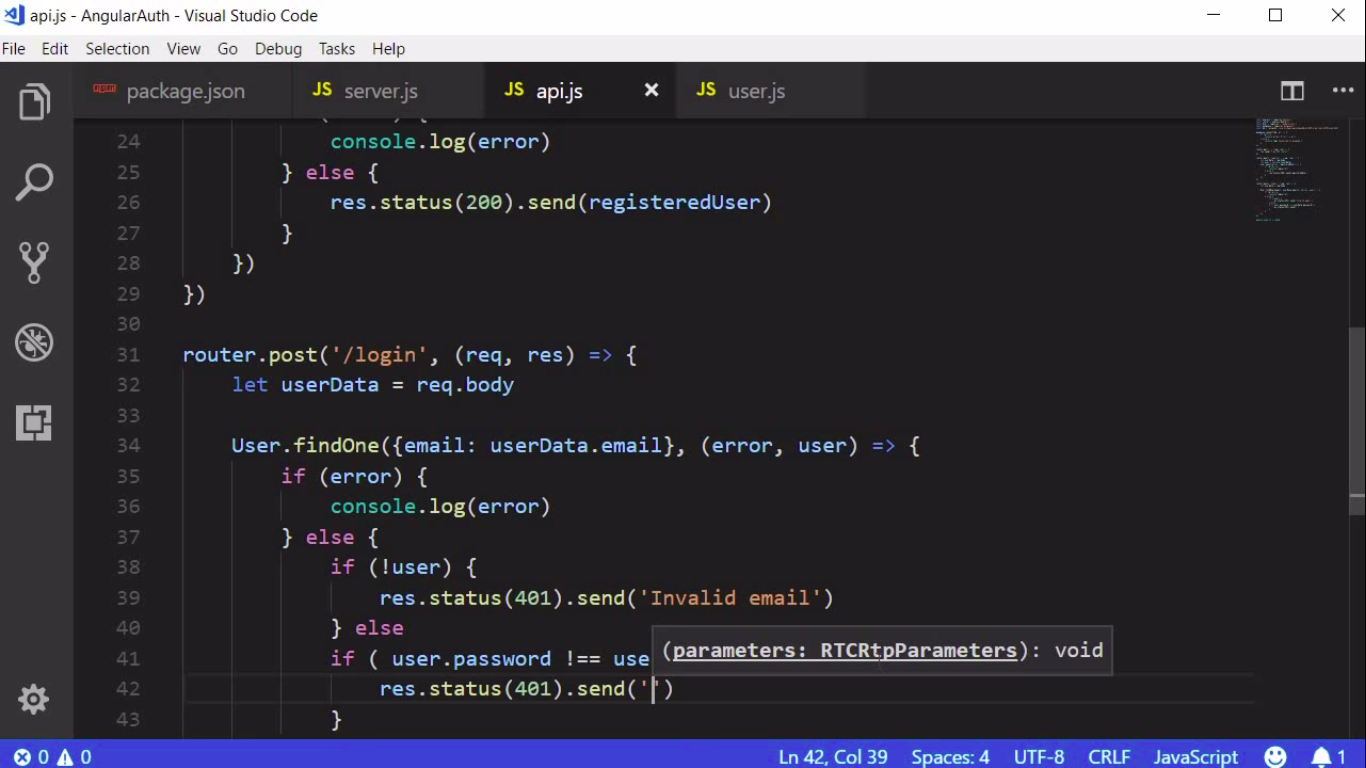 api.js - AngularAuth - Visual Studio Code
File Edit Selection View Go Debug Tasks Help
package.json JS server.js JS api.js JS user.js
24 console.log(error)
25 } else {
26 res.status(200).send(registeredUser)
27 }
28 })
29 })
30
31 router.post('/login', (req, res) => {
32 let userData = req.body
33
34 User.findOne({email: userData.email}, (error, user) => {
35 if (error) {
36 console.log(error)
37 } else {
38 if (!user) {
39 res.status(401).send('Invalid email')
40 } else
41 if ( user.password !== use
(parameters: RTCRtpParameters): void
42 res.status(401).send('')
43 }
0 0 Ln 42, Col 39 Spaces: 4 UTF-8 CRLF JavaScript 1